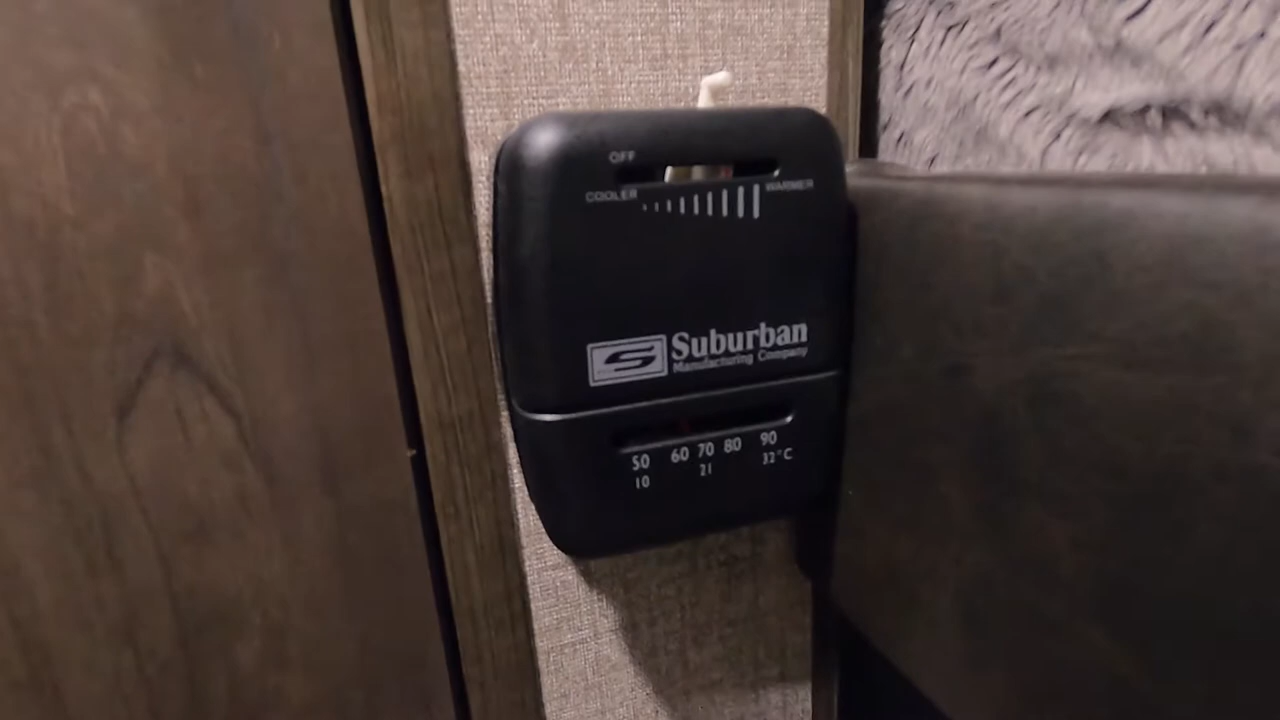 OFF
COOLER WARMER
S Suburban
Manufacturing Company
50 60 70 80 90
10 21 32°C